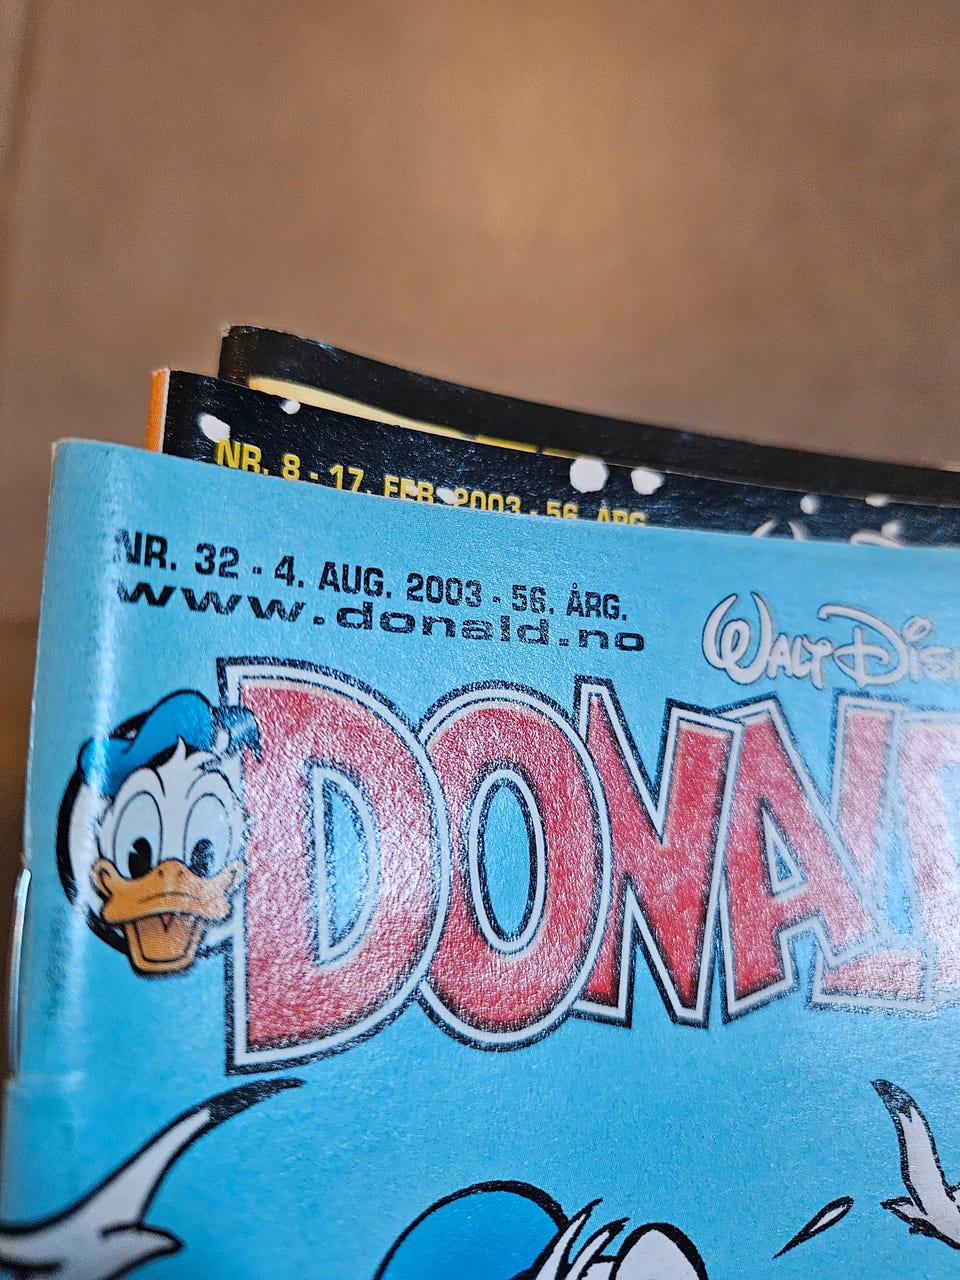 NR. 8 - 17. FEB. 2003 - 56. ÅRG.
NR. 32 - 4. AUG. 2003 - 56. ÅRG.
www.donald.no
WALT DISN
DONALD